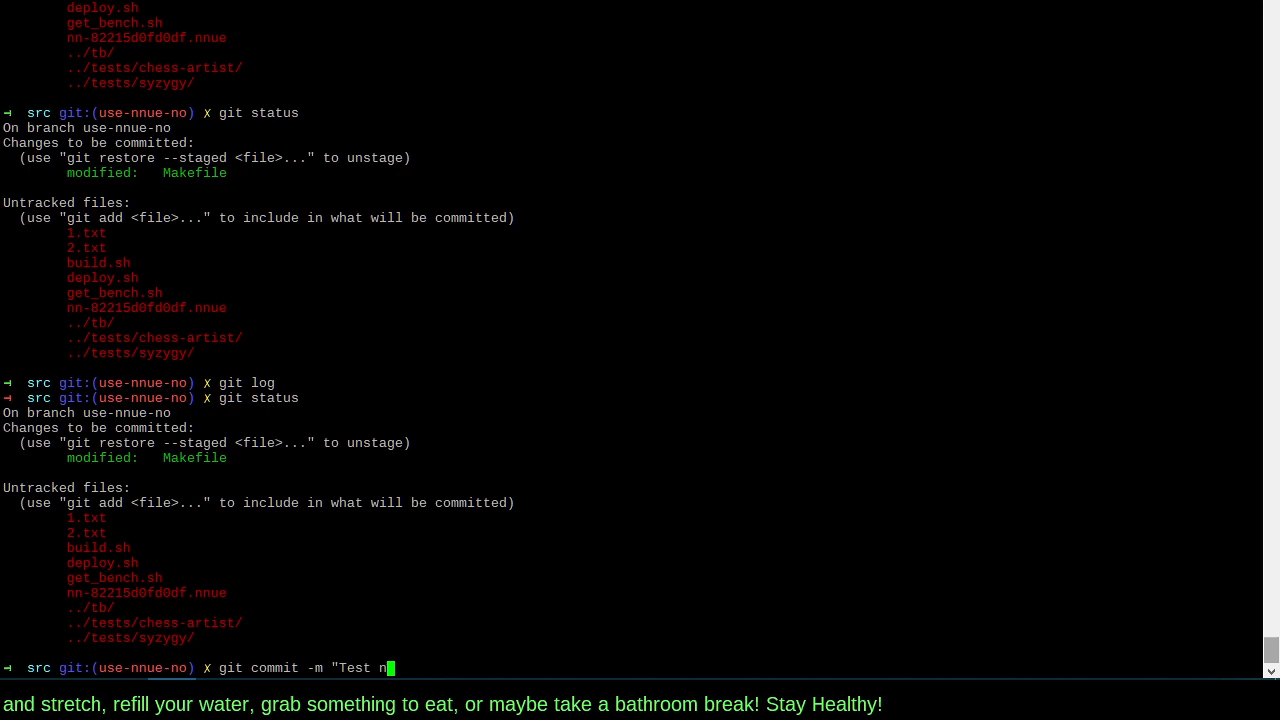 deploy.sh
get_bench.sh
nn-82215d0fd0df.nnue
../tb/
../tests/chess-artist/
../tests/syzygy/
→ src git:(use-nnue-no) ✗ git status
On branch use-nnue-no
Changes to be committed:
(use "git restore --staged <file>..." to unstage)
modified:   Makefile
Untracked files:
(use "git add <file>..." to include in what will be committed)
1.txt
2.txt
build.sh
deploy.sh
get_bench.sh
nn-82215d0fd0df.nnue
../tb/
../tests/chess-artist/
../tests/syzygy/
→ src git:(use-nnue-no) ✗ git log
→ src git:(use-nnue-no) ✗ git status
On branch use-nnue-no
Changes to be committed:
(use "git restore --staged <file>..." to unstage)
modified:   Makefile
Untracked files:
(use "git add <file>..." to include in what will be committed)
1.txt
2.txt
build.sh
deploy.sh
get_bench.sh
nn-82215d0fd0df.nnue
../tb/
../tests/chess-artist/
../tests/syzygy/
→ src git:(use-nnue-no) ✗ git commit -m "Test n
and stretch, refill your water, grab something to eat, or maybe take a bathroom break! Stay Healthy!